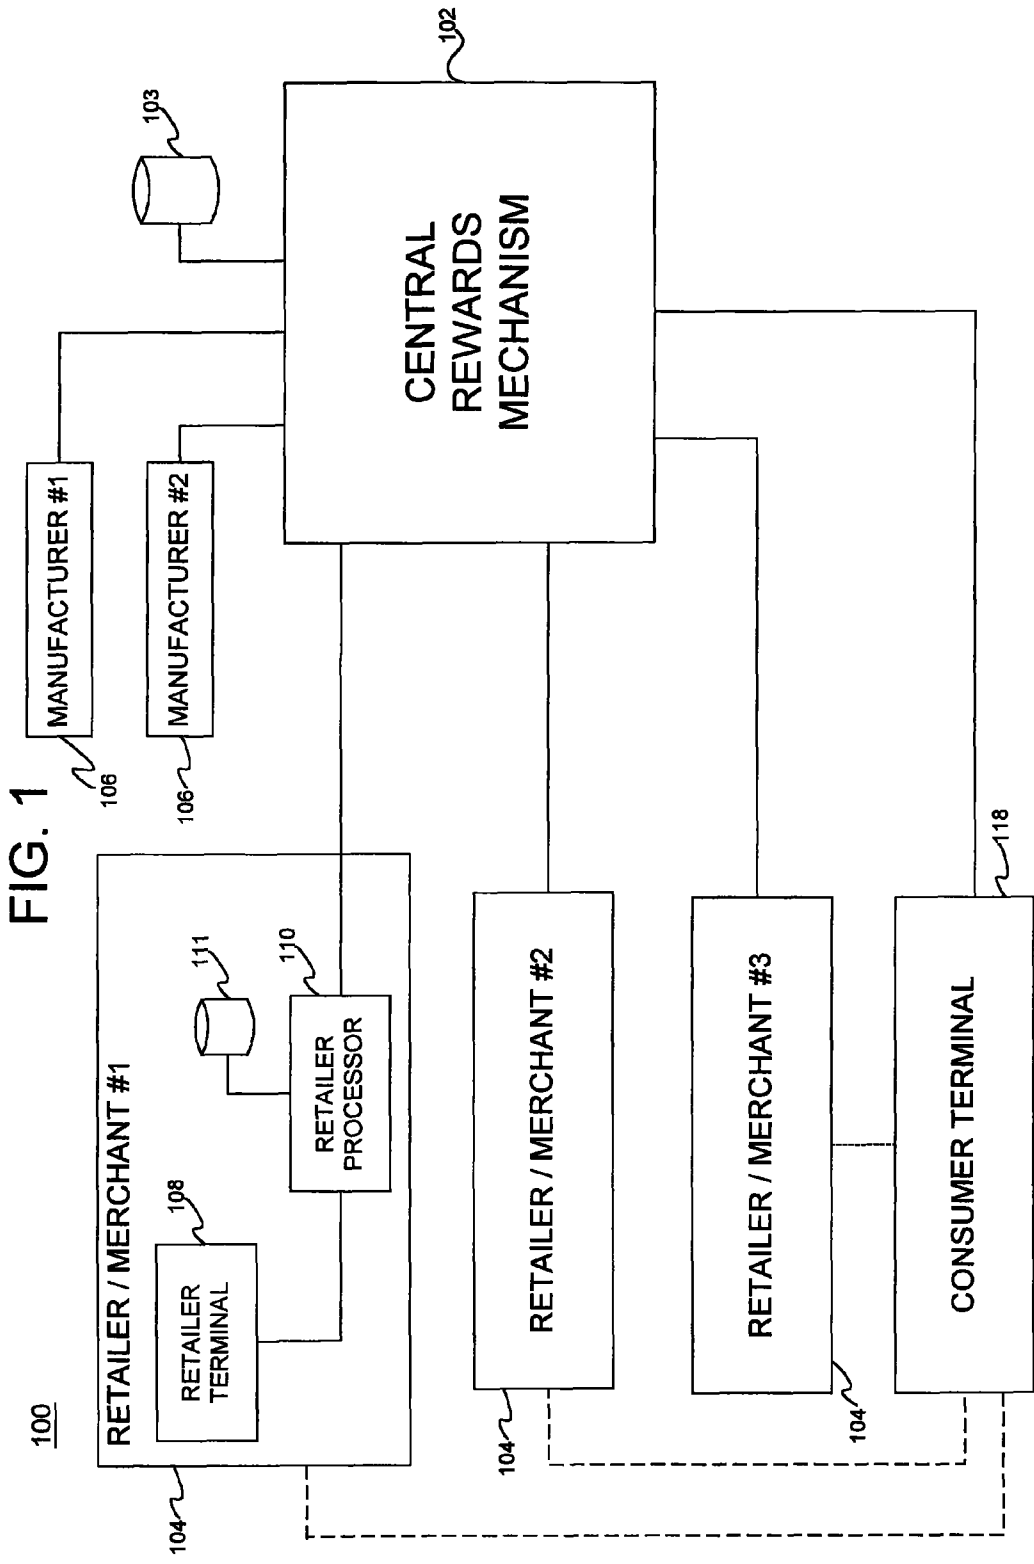 FIG. 1
100
RETAILER / MERCHANT #1
104
RETAILER
TERMINAL
108
RETAILER
PROCESSOR
110
111
MANUFACTURER #1
106
MANUFACTURER #2
106
103
CENTRAL
REWARDS
MECHANISM
102
RETAILER / MERCHANT #2
104
RETAILER / MERCHANT #3
104
CONSUMER TERMINAL
118